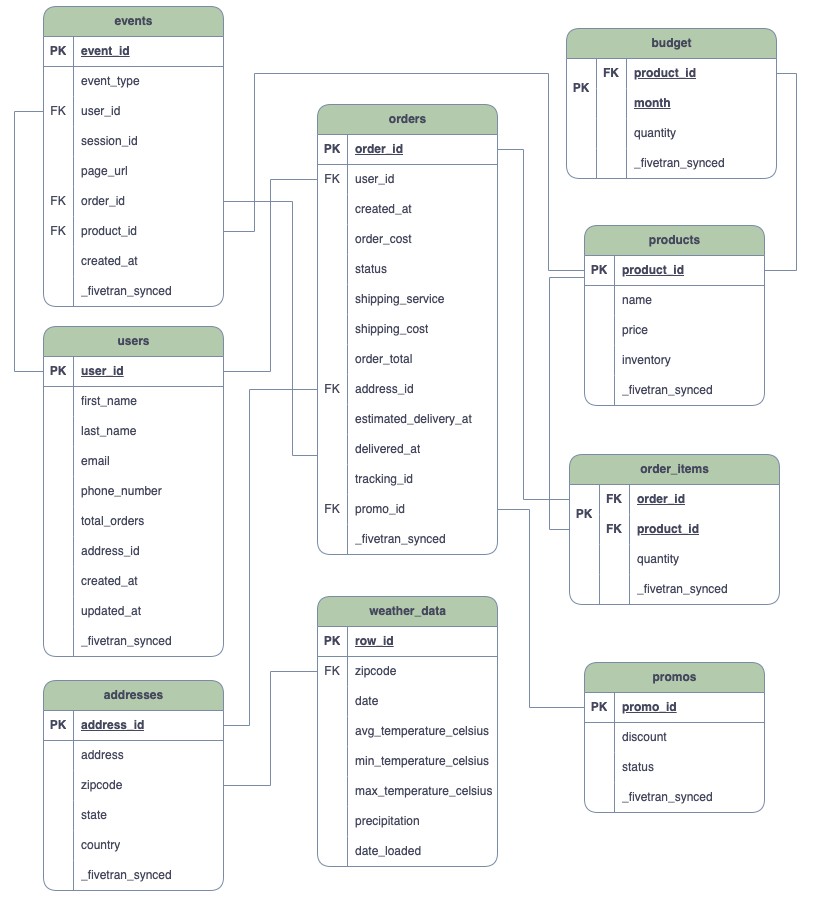 events
PK event_id
event_type
FK user_id
session_id
page_url
FK order_id
FK product_id
created_at
_fivetran_synced
users
PK user_id
first_name
last_name
email
phone_number
total_orders
address_id
created_at
updated_at
_fivetran_synced
addresses
PK address_id
address
zipcode
state
country
_fivetran_synced
orders
PK order_id
FK user_id
created_at
order_cost
status
shipping_service
shipping_cost
order_total
FK address_id
estimated_delivery_at
delivered_at
tracking_id
FK promo_id
_fivetran_synced
weather_data
PK row_id
FK zipcode
date
avg_temperature_celsius
min_temperature_celsius
max_temperature_celsius
precipitation
date_loaded
budget
FK product_id
PK
month
quantity
_fivetran_synced
products
PK product_id
name
price
inventory
_fivetran_synced
order_items
FK order_id
PK
FK product_id
quantity
_fivetran_synced
promos
PK promo_id
discount
status
_fivetran_synced